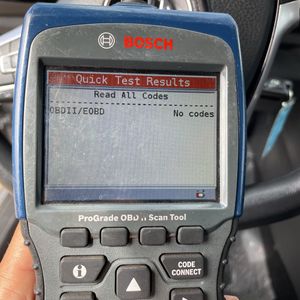 BOSCH
Quick Test Results
Read All Codes
OBDII/EOBD No codes
ProGrade OBD II Scan Tool
CODE
CONNECT